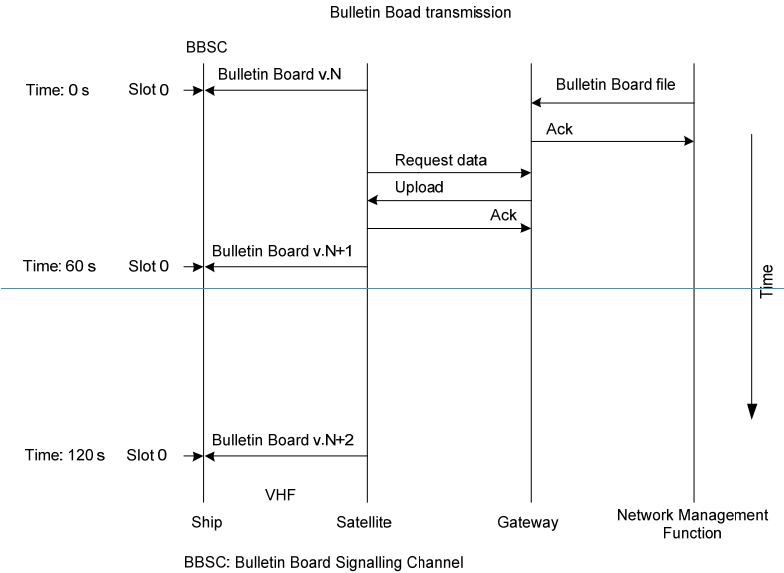 Bulletin Boad transmission
BBSC
Bulletin Board v.N
Time: 0 s
Slot 0
Bulletin Board file
Ack
Request data
Upload
Ack
Bulletin Board v.N+1
Time: 60 s
Slot 0
Time
Bulletin Board v.N+2
Time: 120 s
Slot 0
VHF
Ship
Satellite
Gateway
Network Management
Function
BBSC: Bulletin Board Signalling Channel